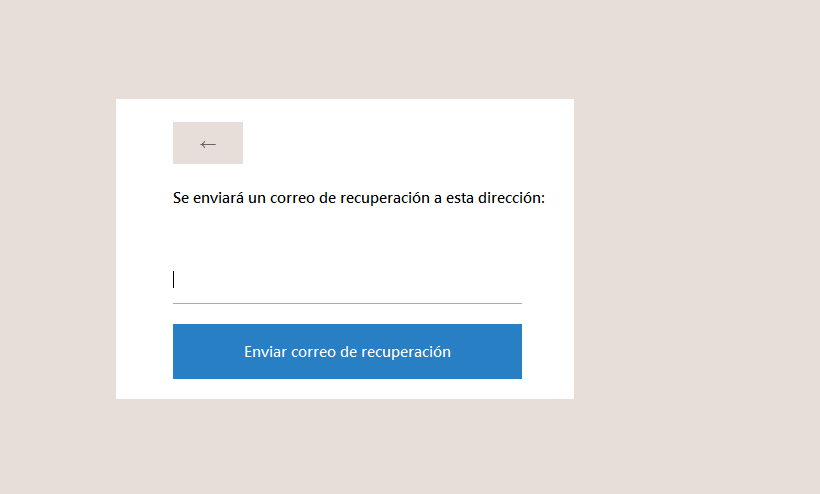 ←
Se enviará un correo de recuperación a esta dirección:
Enviar correo de recuperación